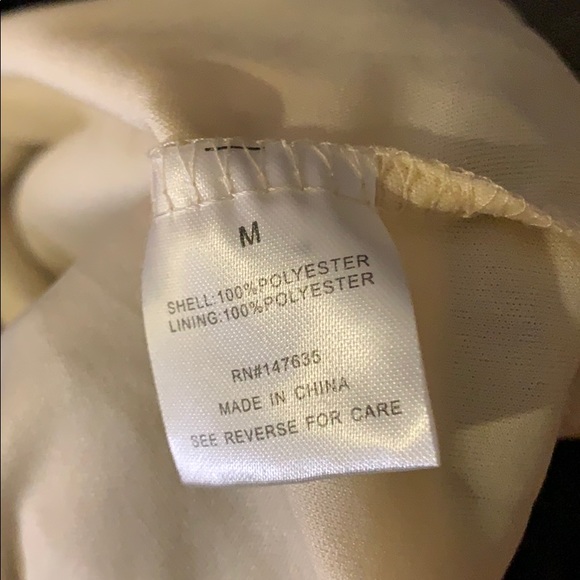 M
SHELL:100%POLYESTER
LINING:100%POLYESTER
RN#147635
MADE IN CHINA
SEE REVERSE FOR CARE